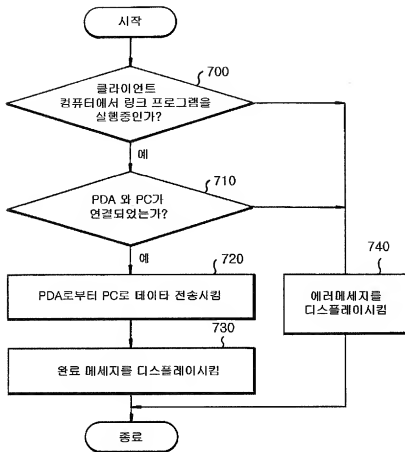 시작
700
클라이언트
컴퓨터에서 링크 프로그램을
실행중인가?
예
710
PDA 와 PC가
연결되었는가?
예
720
PDA로부터 PC로 데이타 전송시킴
740
에러메세지를
디스플레이시킴
730
완료 메세지를 디스플레이시킴
종료